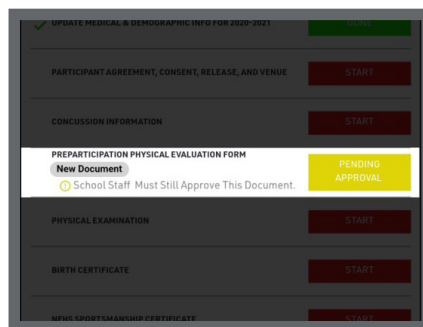 UPDATE MEDICAL & DEMOGRAPHIC INFO FOR 2020-2021
DONE
PARTICIPANT AGREEMENT, CONSENT, RELEASE, AND VENUE
START
CONCUSSION INFORMATION
START
PREPARTICIPATION PHYSICAL EVALUATION FORM
New Document
School Staff Must Still Approve This Document.
PENDING
APPROVAL
PHYSICAL EXAMINATION
START
BIRTH CERTIFICATE
START
NFHS SPORTSMANSHIP CERTIFICATE
START